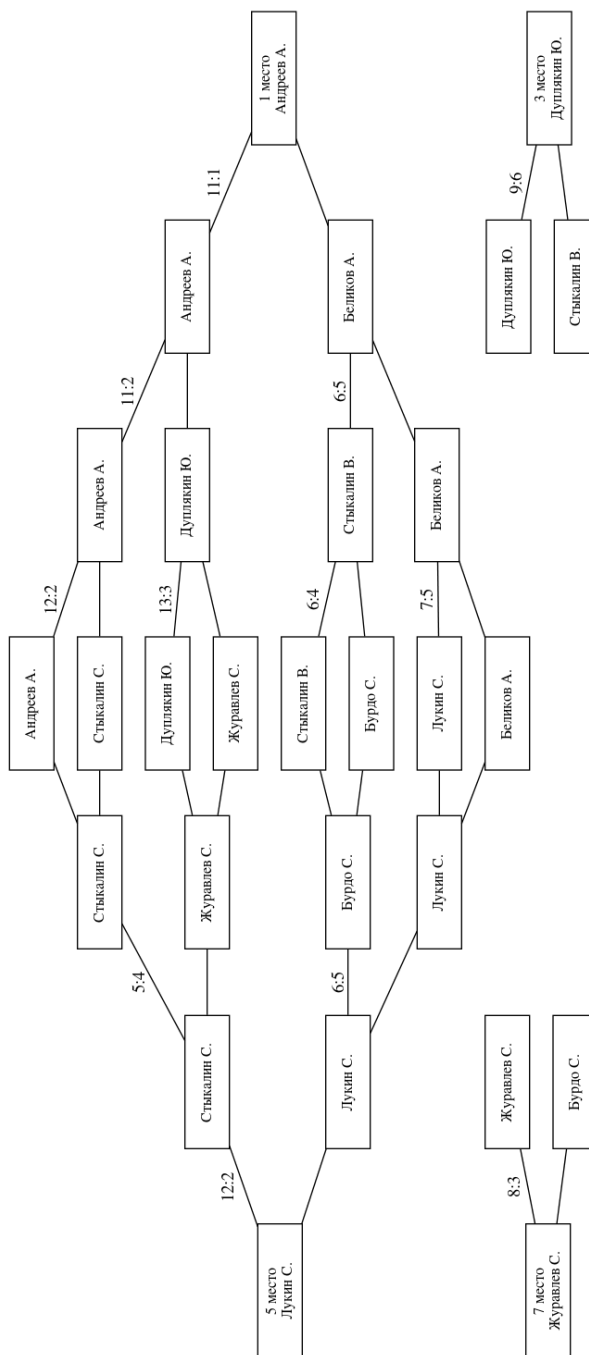 Андреев А.
12:2
Стыкалин С.
Стыкалин С.
Андреев А.
5:4
11:2
Дуплякин Ю.
13:3
Стыкалин С.
Журавлев С.
Дуплякин Ю.
Андреев А.
12:2
Журавлев С.
11:1
5 место
Лукин С.
1 место
Андреев А.
Стыкалин В.
6:4
6:5
6:5
Лукин С.
Бурдо С.
Стыкалин В.
Беликов А.
Бурдо С.
7:5
Лукин С.
Лукин С.
Беликов А.
Журавлев С.
Беликов А.
Дуплякин Ю.
8:3
9:6
7 место
Журавлев С.
3 место
Дуплякин Ю.
Бурдо С.
Стыкалин В.